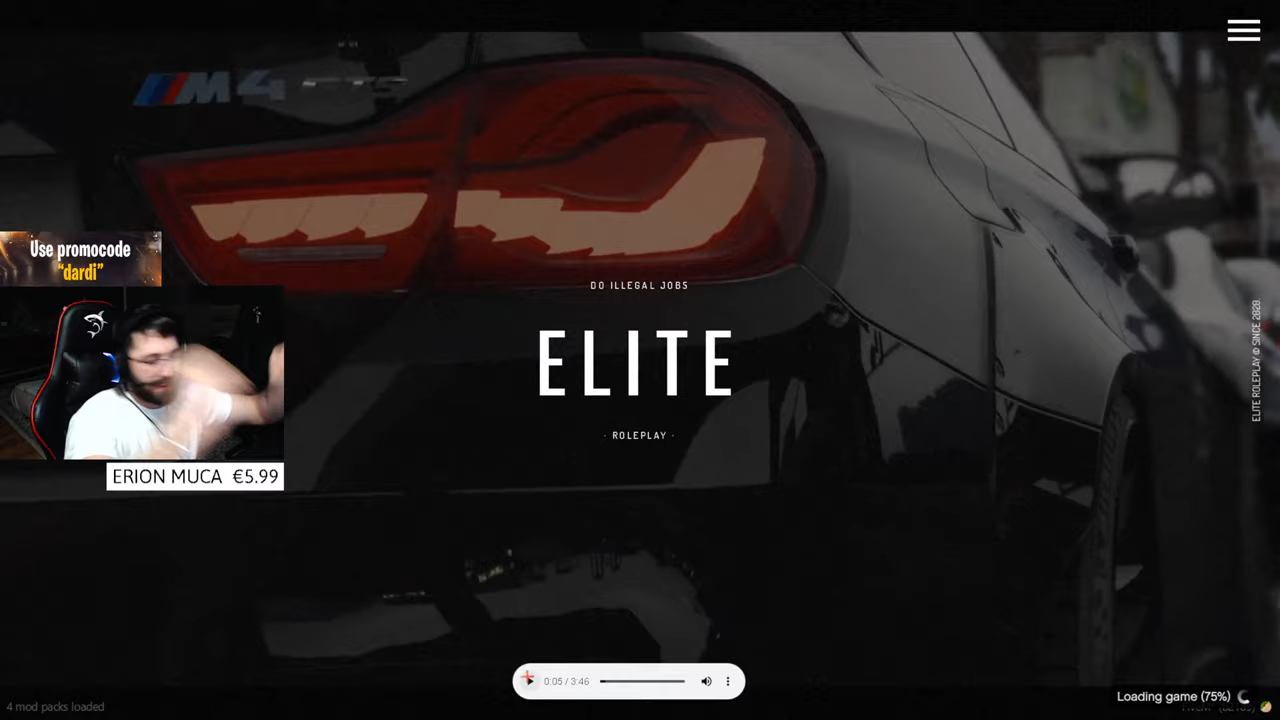 M4 GTS
Use promocode
“dardi”
DO ILLEGAL JOBS
ELITE
· ROLEPLAY ·
ELITE ROLEPLAY © SINCE 2020
ERION MUCA €5.99
0:05 / 3:46
Loading game (75%)
4 mod packs loaded